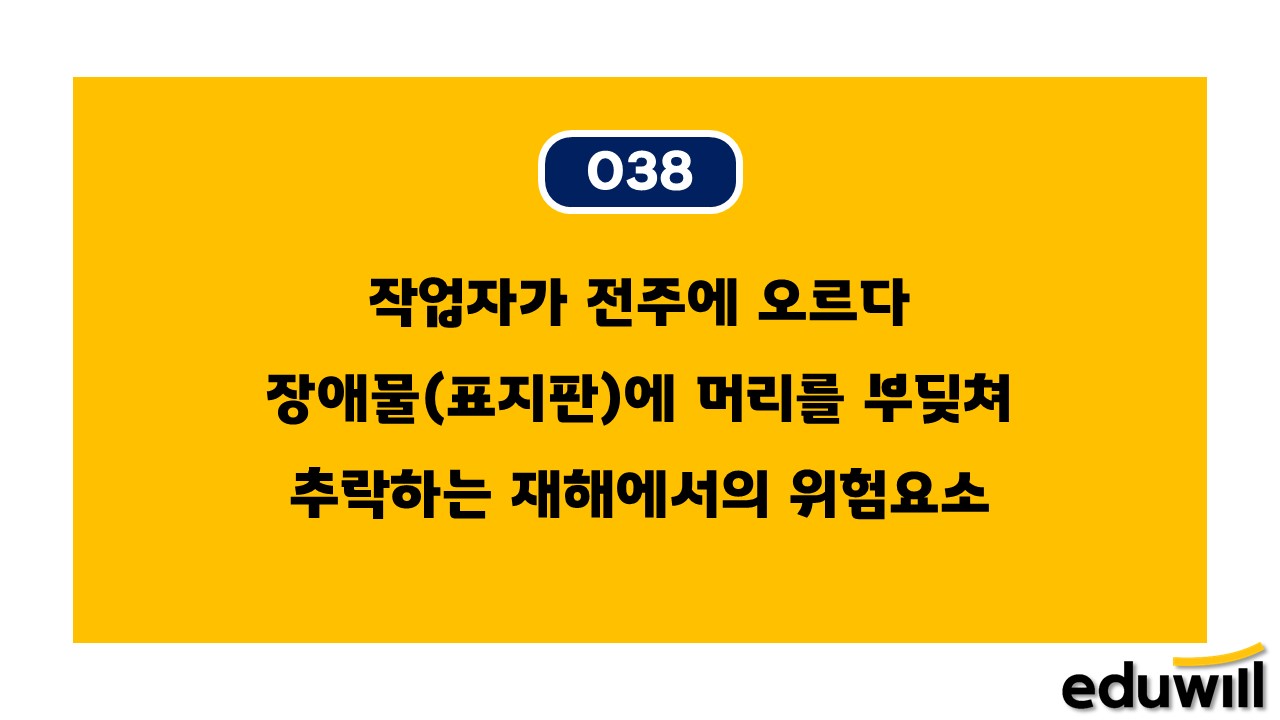 038
작업자가 전주에 오르다
장애물(표지판)에 머리를 부딪쳐
추락하는 재해에서의 위험요소
eduwill